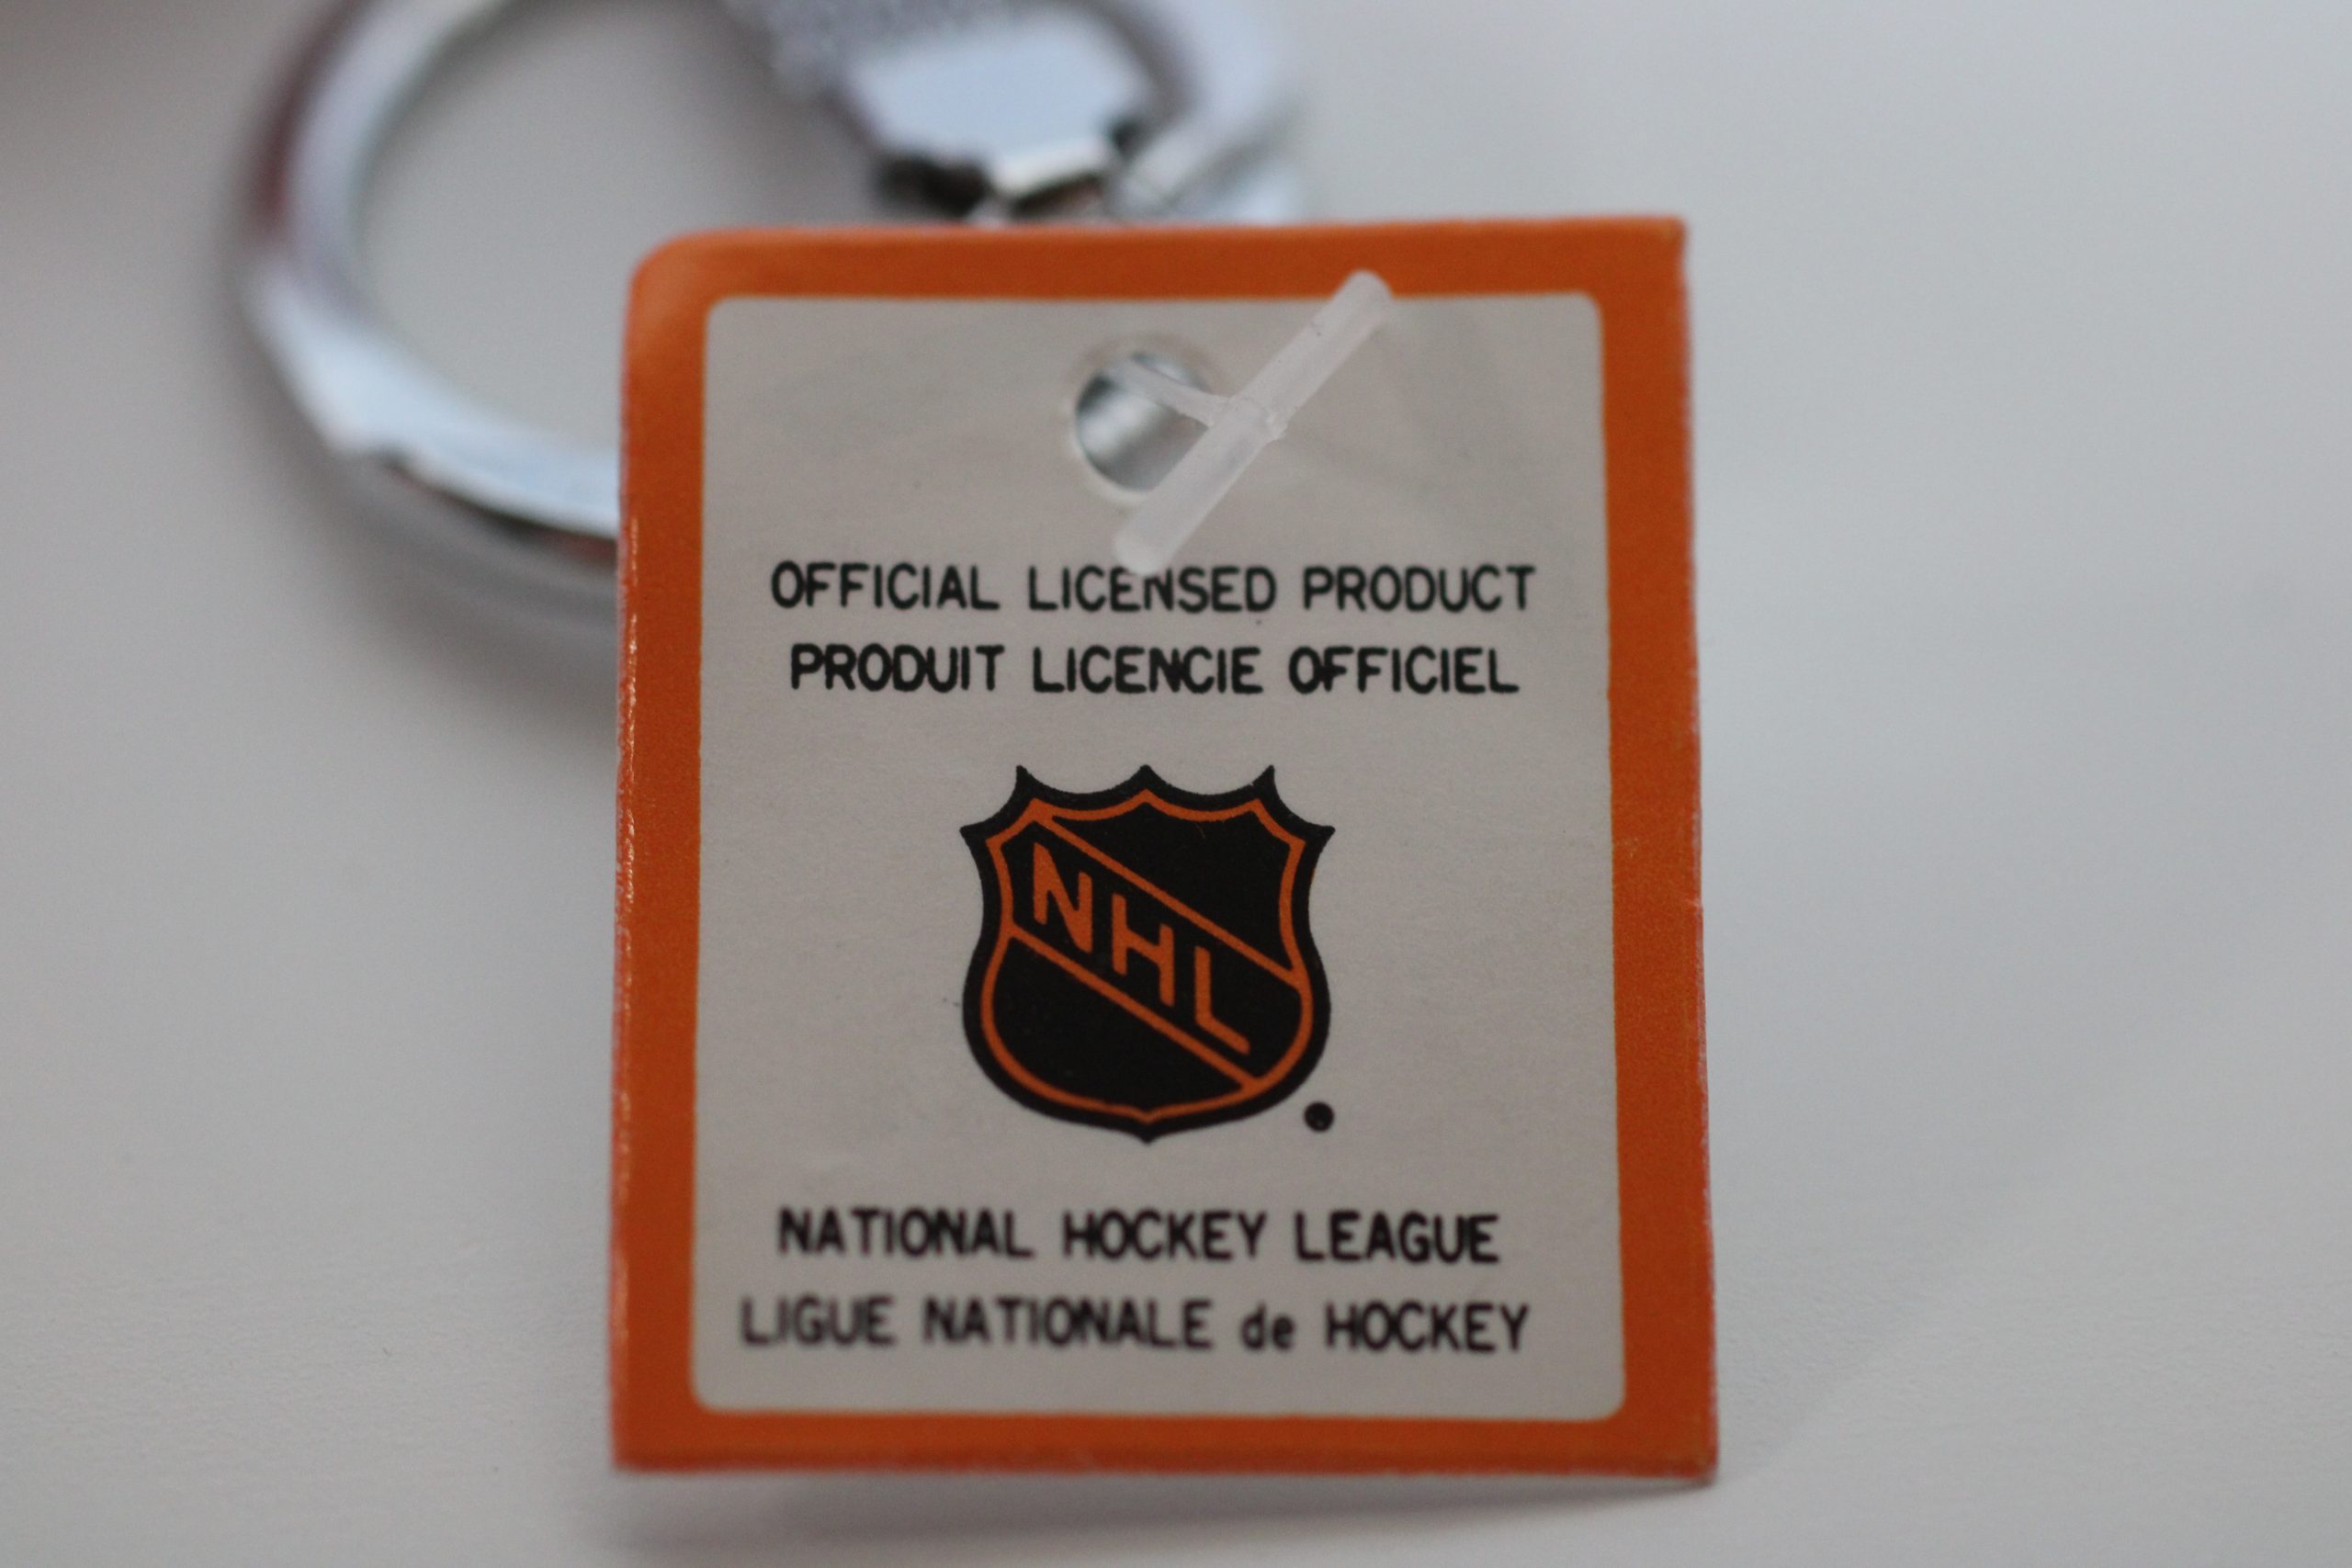 OFFICIAL LICENSED PRODUCT
PRODUIT LICENCIE OFFICIEL
NHL
NATIONAL HOCKEY LEAGUE
LIGUE NATIONALE de HOCKEY